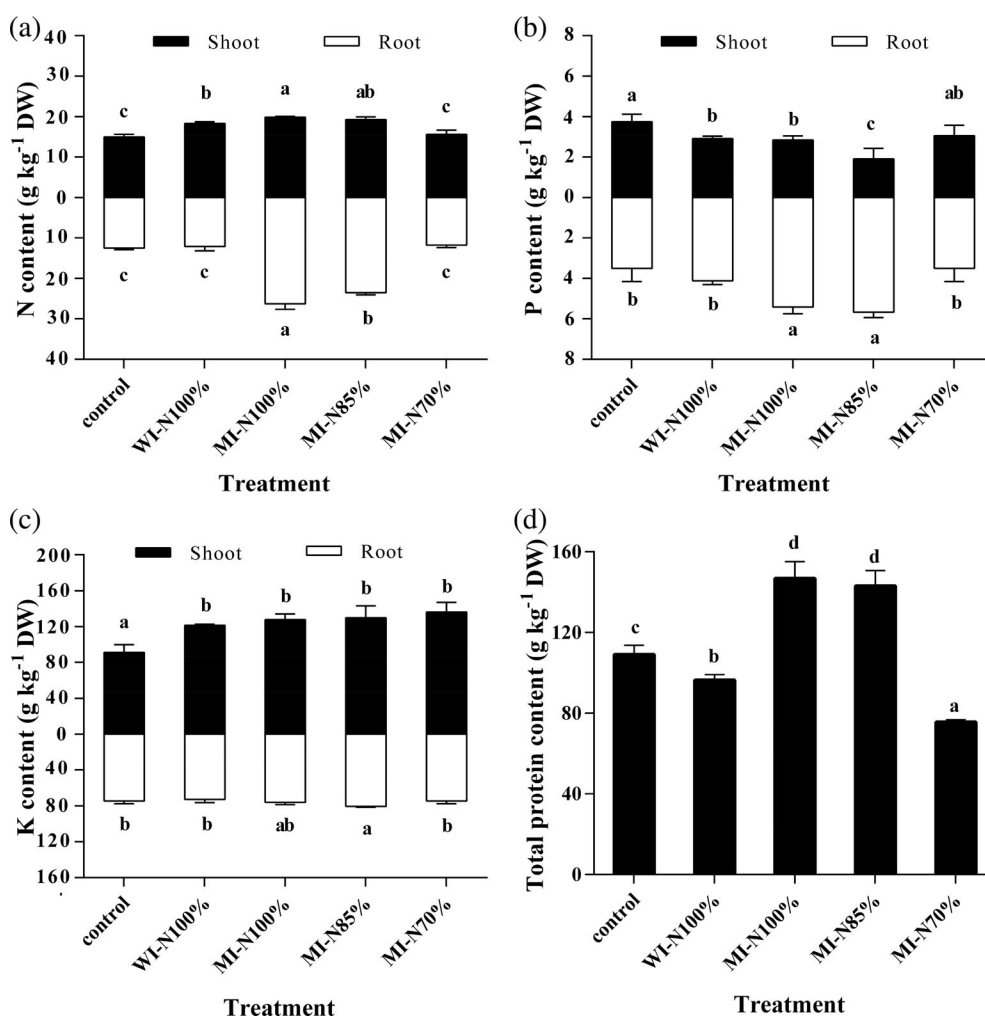 (a)
Shoot Root
N content (g kg⁻¹ DW)
40
30
20
10
0
10
20
30
40
c b a ab c
c c a b c
control WI-N100% MI-N100% MI-N85% MI-N70%
Treatment
(b)
Shoot Root
P content (g kg⁻¹ DW)
8
6
4
2
0
2
4
6
8
a b b c ab
b b a a b
control WI-N100% MI-N100% MI-N85% MI-N70%
Treatment
(c)
Shoot Root
K content (g kg⁻¹ DW)
200
160
120
80
40
0
40
80
120
160
a b b b b
b b ab a b
control WI-N100% MI-N100% MI-N85% MI-N70%
Treatment
(d)
Total protein content (g kg⁻¹ DW)
160
120
80
40
0
c b d d a
control WI-N100% MI-N100% MI-N85% MI-N70%
Treatment